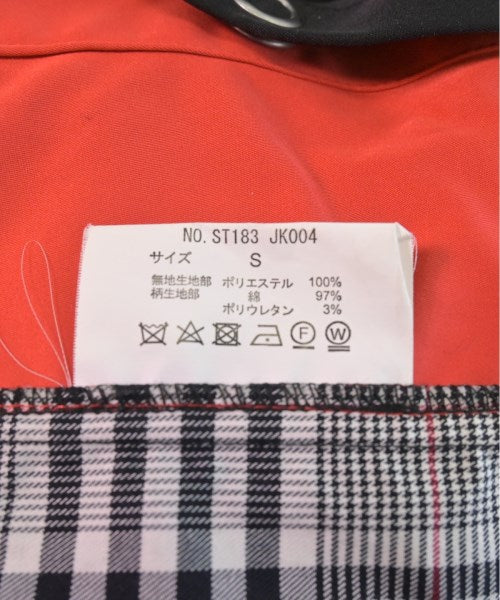 NO. ST183 JK004
サイズ S
無地生地部 ポリエステル 100%
柄生地部 綿 97%
ポリウレタン 3%
F W